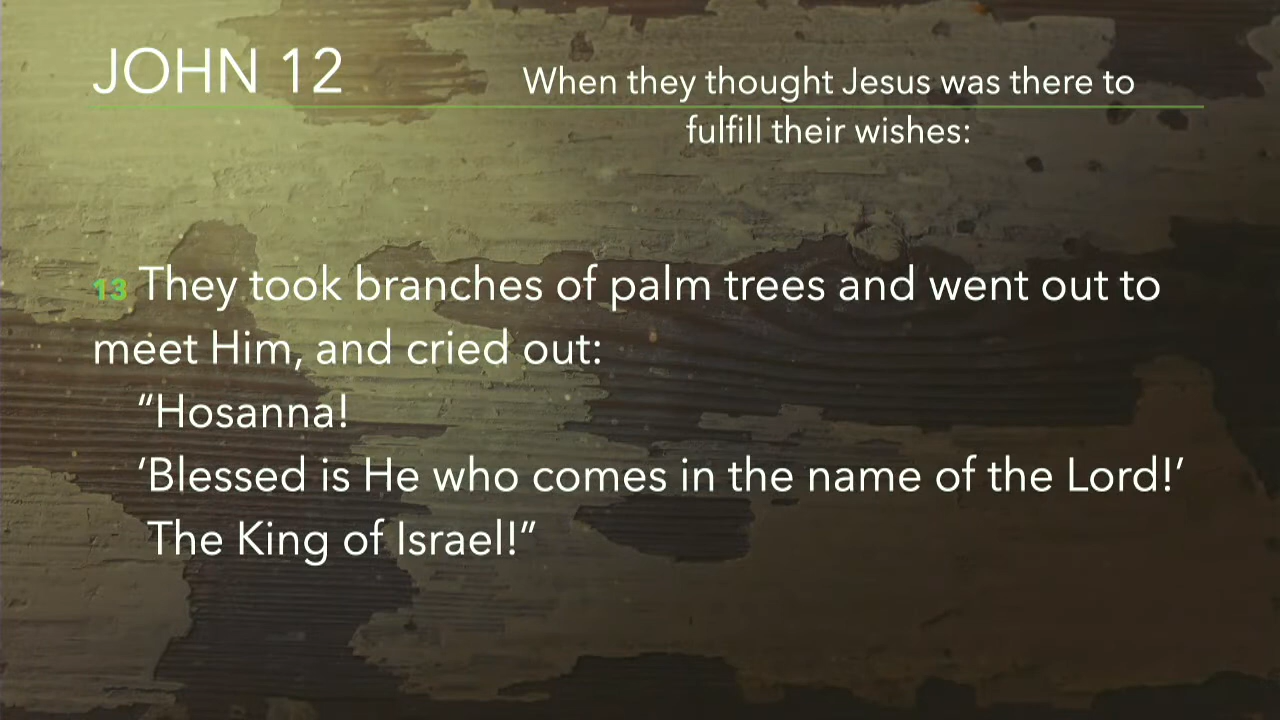 JOHN 12
When they thought Jesus was there to
fulfill their wishes:
13 They took branches of palm trees and went out to
meet Him, and cried out:
“Hosanna!
‘Blessed is He who comes in the name of the Lord!’
The King of Israel!”